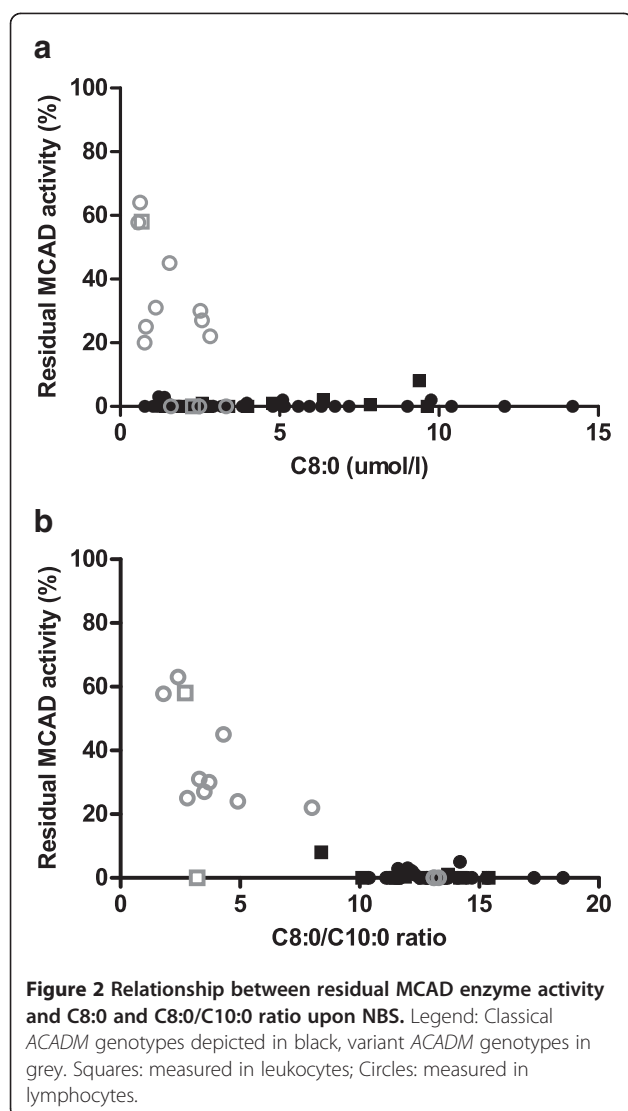 a
100
80
60
40
20
0
Residual MCAD activity (%)
0 5 10 15
C8:0 (umol/l)
b
100
80
60
40
20
0
Residual MCAD activity (%)
0 5 10 15 20
C8:0/C10:0 ratio
Figure 2 Relationship between residual MCAD enzyme activity
and C8:0 and C8:0/C10:0 ratio upon NBS. Legend: Classical
ACADM genotypes depicted in black, variant ACADM genotypes in
grey. Squares: measured in leukocytes; Circles: measured in
lymphocytes.